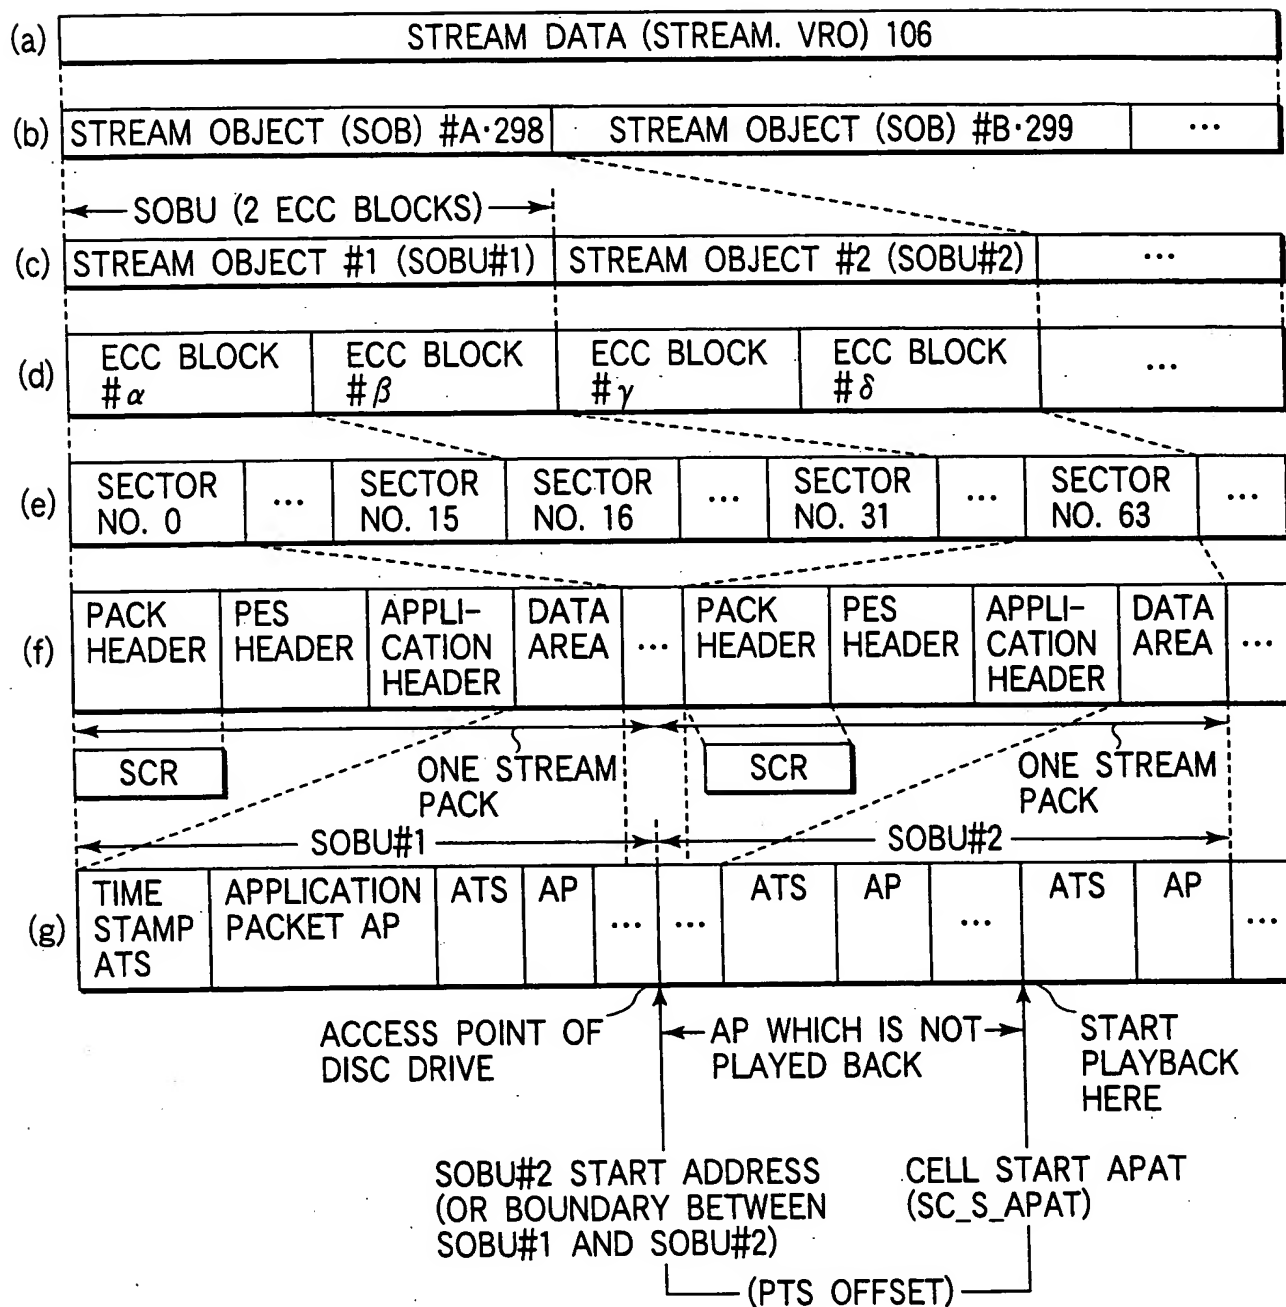 (a) STREAM DATA (STREAM. VRO) 106
(b) STREAM OBJECT (SOB) #A·298 STREAM OBJECT (SOB) #B·299 ...
SOBU (2 ECC BLOCKS)
(c) STREAM OBJECT #1 (SOBU#1) STREAM OBJECT #2 (SOBU#2) ...
(d) ECC BLOCK #α ECC BLOCK #β ECC BLOCK #γ ECC BLOCK #δ ...
(e) SECTOR NO. 0 ... SECTOR NO. 15 SECTOR NO. 16 ... SECTOR NO. 31 ... SECTOR NO. 63 ...
(f) PACK HEADER PES HEADER APPLI-CATION HEADER DATA AREA ... PACK HEADER PES HEADER APPLI-CATION HEADER DATA AREA ...
SCR ONE STREAM PACK SCR ONE STREAM PACK
SOBU#1 SOBU#2
(g) TIME STAMP ATS APPLICATION PACKET AP ATS AP ... ... ATS AP ... ATS AP ...
ACCESS POINT OF DISC DRIVE
AP WHICH IS NOT PLAYED BACK
START PLAYBACK HERE
SOBU#2 START ADDRESS
(OR BOUNDARY BETWEEN
SOBU#1 AND SOBU#2)
CELL START APAT
(SC_S_APAT)
(PTS OFFSET)